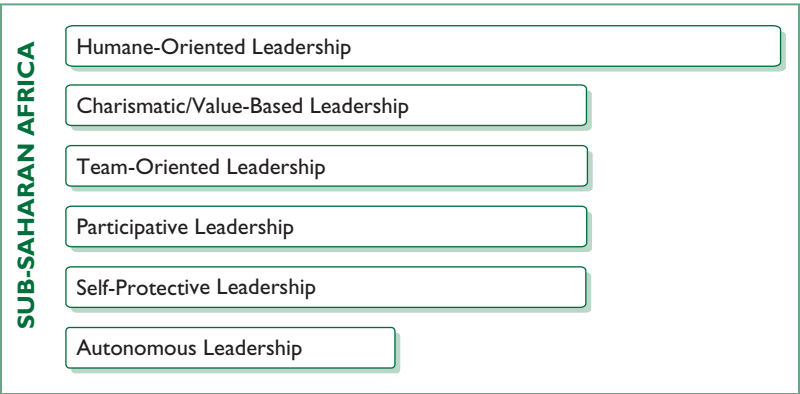 SUB-SAHARAN AFRICA
Humane-Oriented Leadership
Charismatic/Value-Based Leadership
Team-Oriented Leadership
Participative Leadership
Self-Protective Leadership
Autonomous Leadership